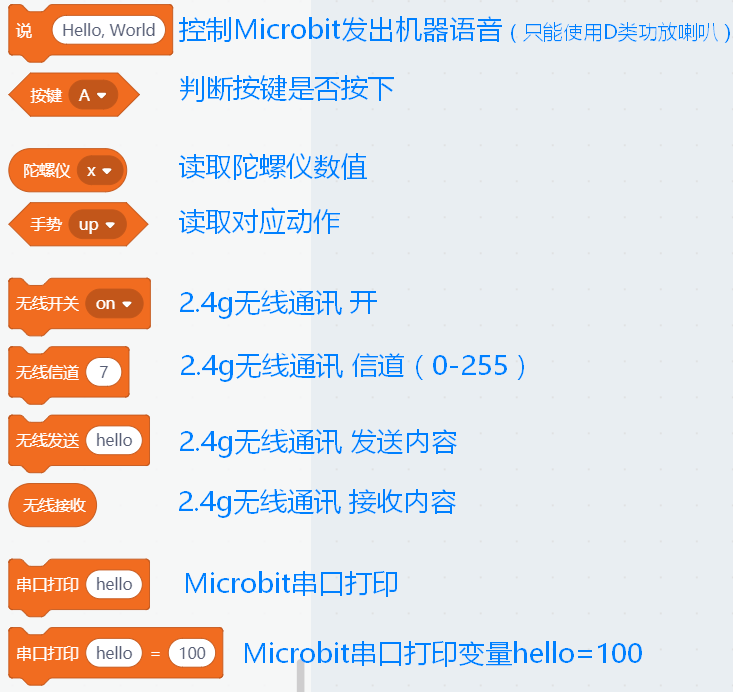 说 Hello, World 控制Microbit发出机器语音（只能使用D类功放喇叭）
按键 A 判断按键是否按下
陀螺仪 x 读取陀螺仪数值
手势 up 读取对应动作
无线开关 on 2.4g无线通讯 开
无线信道 7 2.4g无线通讯 信道（0-255）
无线发送 hello 2.4g无线通讯 发送内容
无线接收 2.4g无线通讯 接收内容
串口打印 hello Microbit串口打印
串口打印 hello = 100 Microbit串口打印变量hello=100